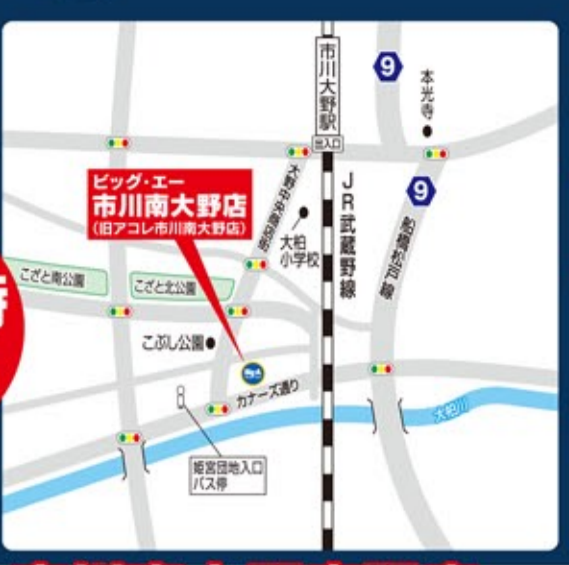 市川大野駅
出入口
9
本光寺
ビッグ・エー
市川南大野店
(旧アコレ市川南大野店)
大野中央商店街
大柏
小学校
JR武蔵野線
9
船橋松戸線
こざと南公園
こざと北公園
こぶし公園
カナーズ通り
大柏川
姫宮団地入口
バス停